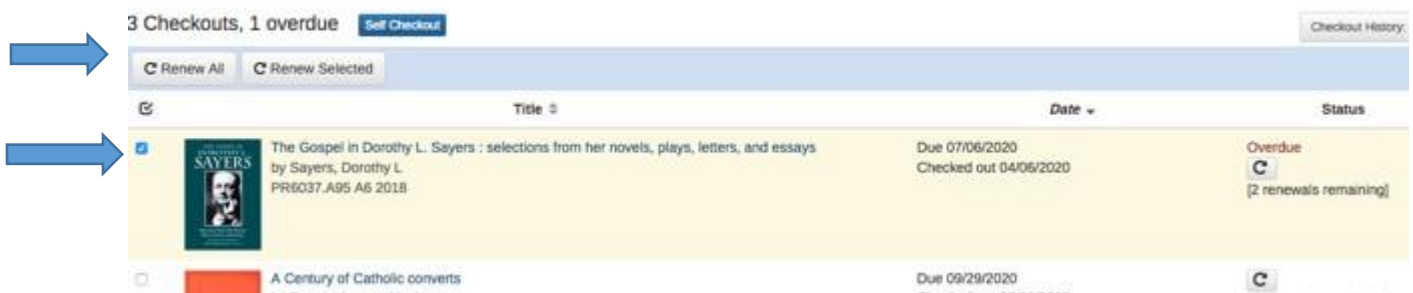 3 Checkouts, 1 overdue Self Checkout Checkout History
Renew All Renew Selected
Title Date Status
SAYERS
The Gospel in Dorothy L. Sayers : selections from her novels, plays, letters, and essays Due 07/06/2020 Overdue
by Sayers, Dorothy L Checked out 04/06/2020
PR6037.A95 A6 2018 [2 renewals remaining]
A Century of Catholic converts Due 09/29/2020